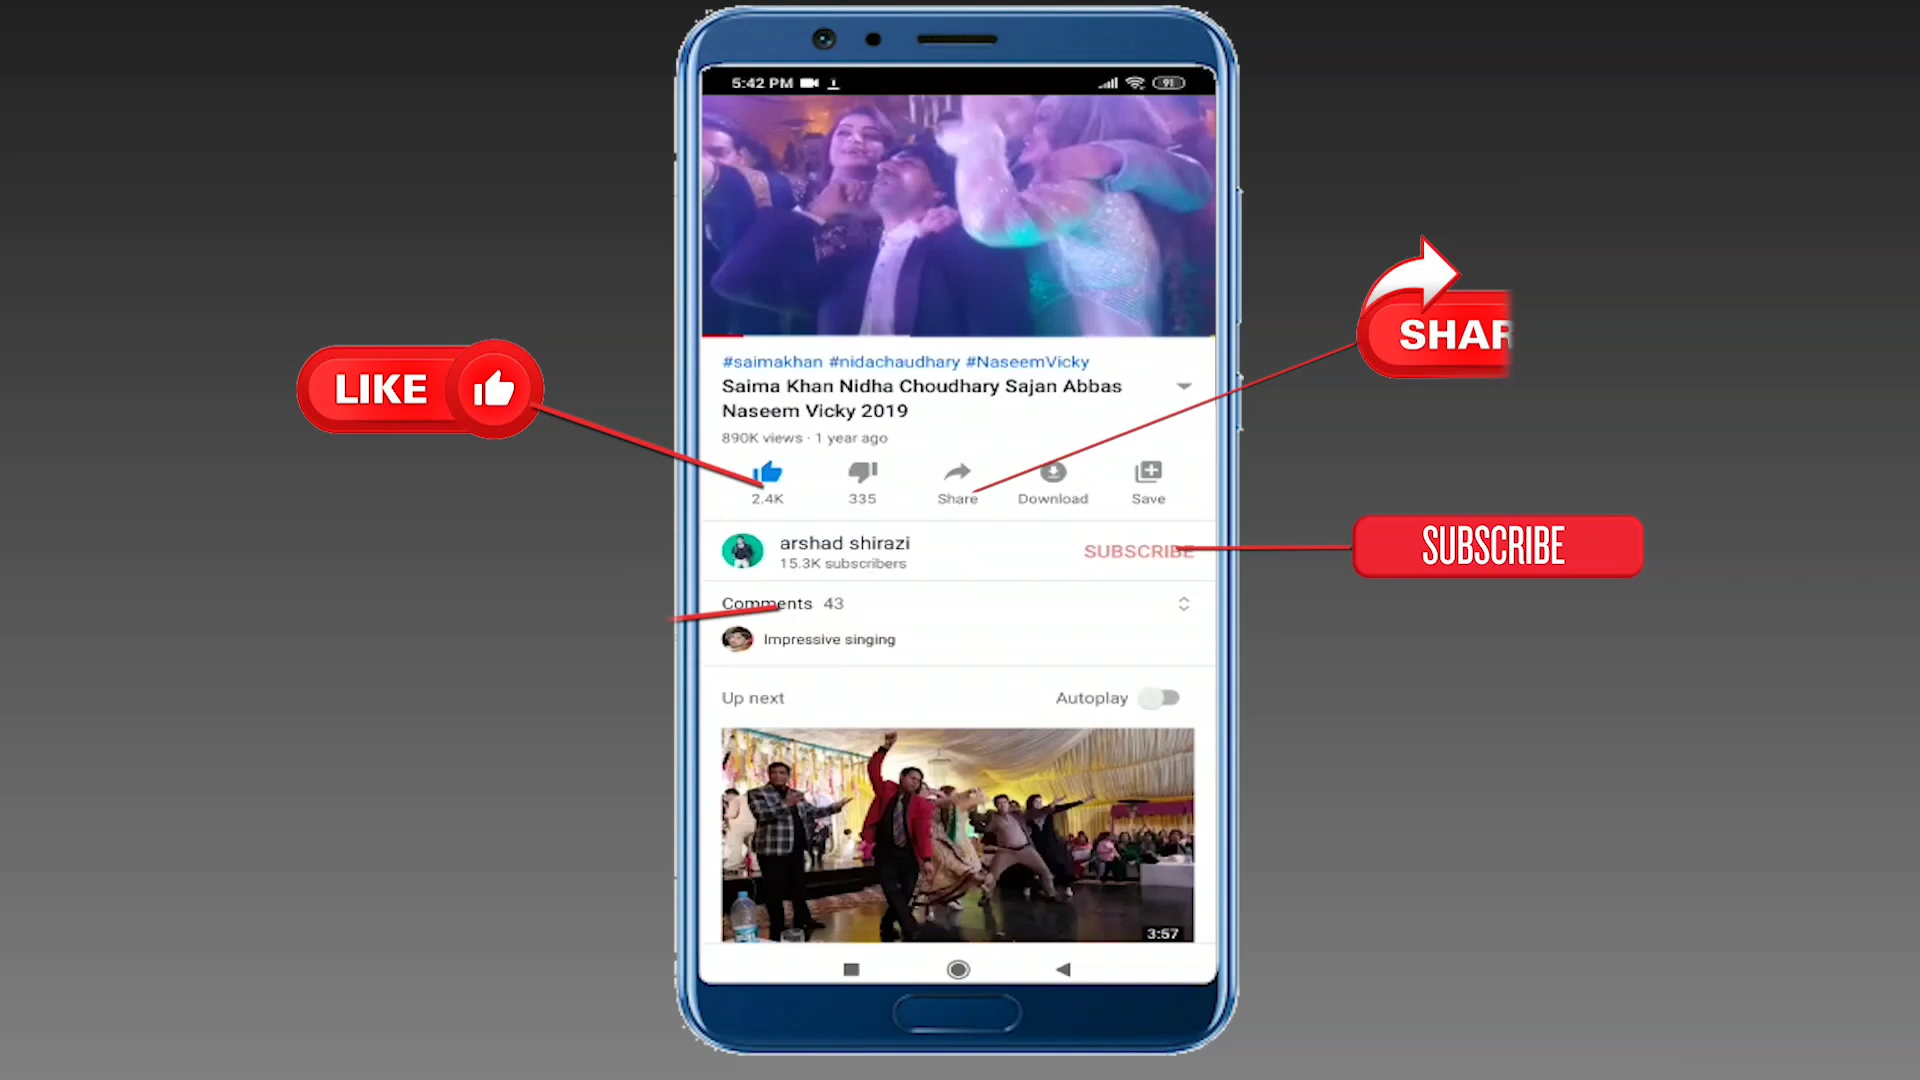 5:42 PM
91
#saimakhan #nidachaudhary #NaseemVicky
Saima Khan Nidha Choudhary Sajan Abbas
Naseem Vicky 2019
890K views · 1 year ago
2.4K 335 Share Download Save
arshad shirazi
15.3K subscribers
SUBSCRIBE
Comments 43
Impressive singing
Up next Autoplay
3:57
LIKE
SHAR
SUBSCRIBE